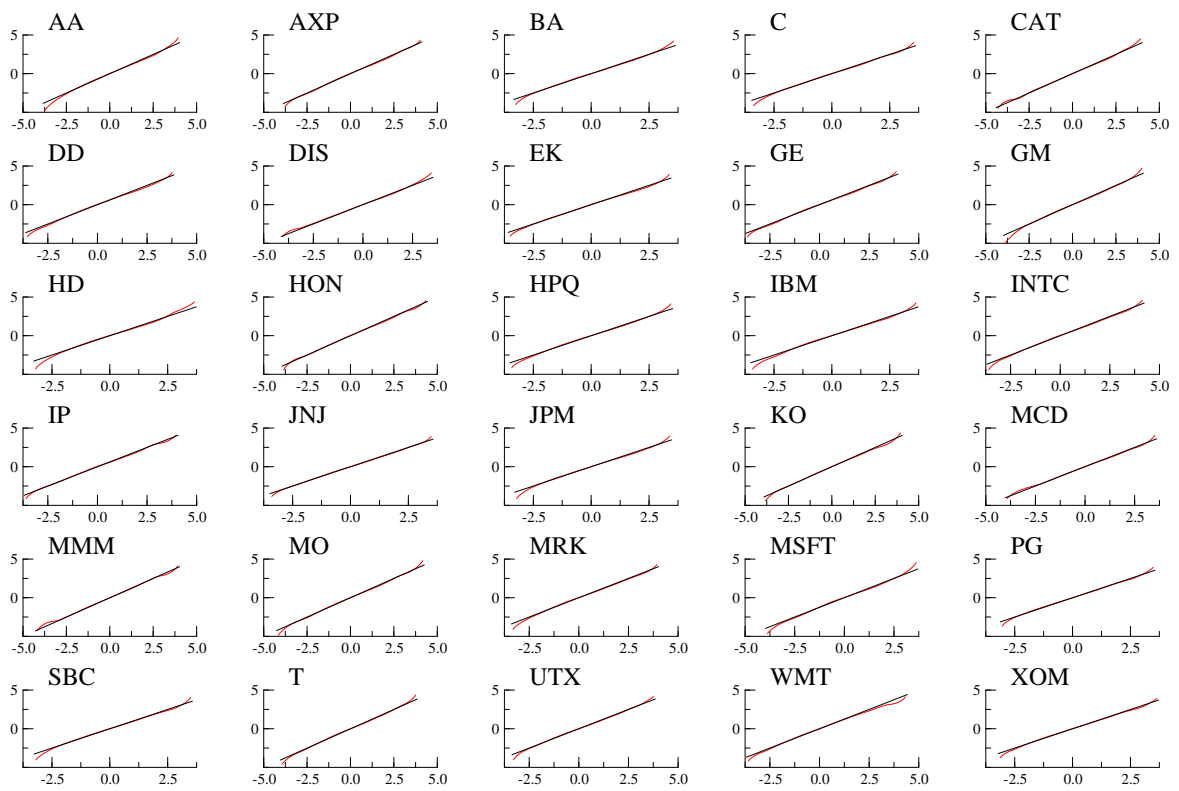 AA AXP BA C CAT
5 5 5 5 5
0 0 0 0 0
-5.0 -2.5 0.0 2.5 5.0 -5.0 -2.5 0.0 2.5 5.0 -2.5 0.0 2.5 -2.5 0.0 2.5 -5.0 -2.5 0.0 2.5 5.0
DD DIS EK GE GM
5 5 5 5 5
0 0 0 0 0
-2.5 0.0 2.5 5.0 -5.0 -2.5 0.0 2.5 -2.5 0.0 2.5 -2.5 0.0 2.5 5.0 -5.0 -2.5 0.0 2.5 5.0
HD HON HPQ IBM INTC
5 5 5 5 5
0 0 0 0 0
-2.5 0.0 2.5 -5.0 -2.5 0.0 2.5 5.0 -2.5 0.0 2.5 -2.5 0.0 2.5 -2.5 0.0 2.5 5.0
IP JNJ JPM KO MCD
5 5 5 5 5
0 0 0 0 0
-2.5 0.0 2.5 5.0 -2.5 0.0 2.5 -2.5 0.0 2.5 -5.0 -2.5 0.0 2.5 5.0 -5.0 -2.5 0.0 2.5
MMM MO MRK MSFT PG
5 5 5 5 5
0 0 0 0 0
-5.0 -2.5 0.0 2.5 5.0 -5.0 -2.5 0.0 2.5 5.0 -2.5 0.0 2.5 5.0 -5.0 -2.5 0.0 2.5 -2.5 0.0 2.5
SBC T UTX WMT XOM
5 5 5 5 5
0 0 0 0 0
-2.5 0.0 2.5 -5.0 -2.5 0.0 2.5 5.0 -2.5 0.0 2.5 5.0 -2.5 0.0 2.5 5.0 -2.5 0.0 2.5